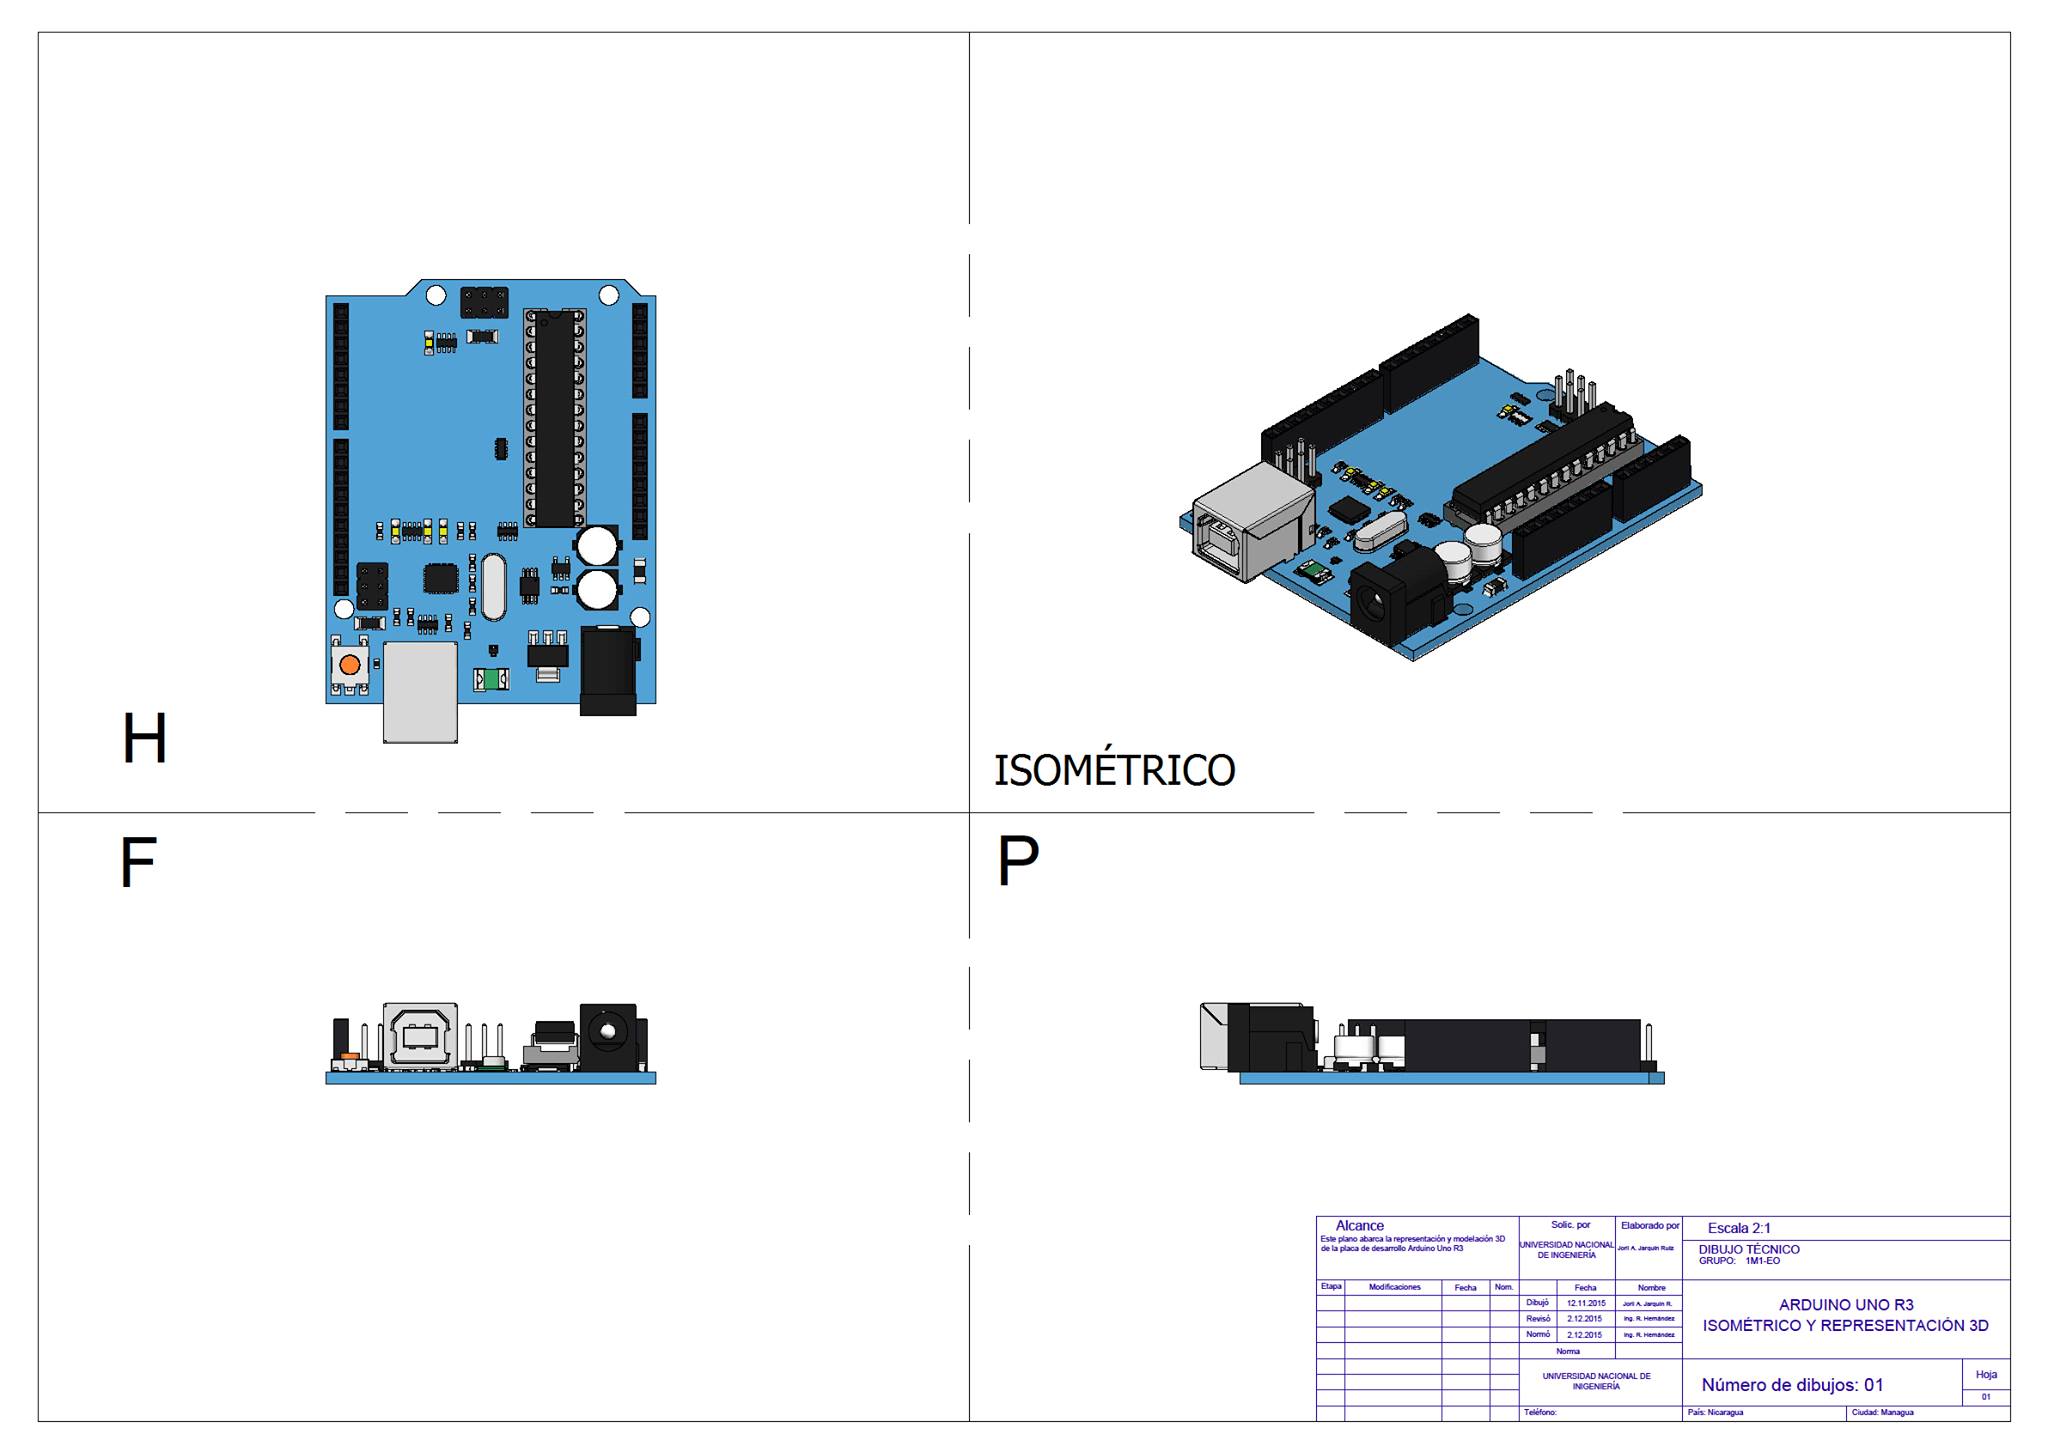 H
ISOMÉTRICO
F
P
Alcance
Este plano abarca la representación y modelación 3D
de la placa de desarrollo Arduino Uno R3
Solic. por
UNIVERSIDAD NACIONAL
DE INGENIERÍA
Elaborado por
Joril A. Jarquin Ruiz
Escala 2:1
DIBUJO TÉCNICO
GRUPO: 1M1-EO
Etapa Modificaciones Fecha Nom.
Fecha Nombre
Dibujó 12.11.2015 Joril A. Jarquin R.
Revisó 2.12.2015 Ing. R. Hernández
Normó 2.12.2015 Ing. R. Hernández
Norma
ARDUINO UNO R3
ISOMÉTRICO Y REPRESENTACIÓN 3D
UNIVERSIDAD NACIONAL DE
INIGENIERÍA
Número de dibujos: 01
Hoja
01
Teléfono:
País: Nicaragua
Ciudad: Managua